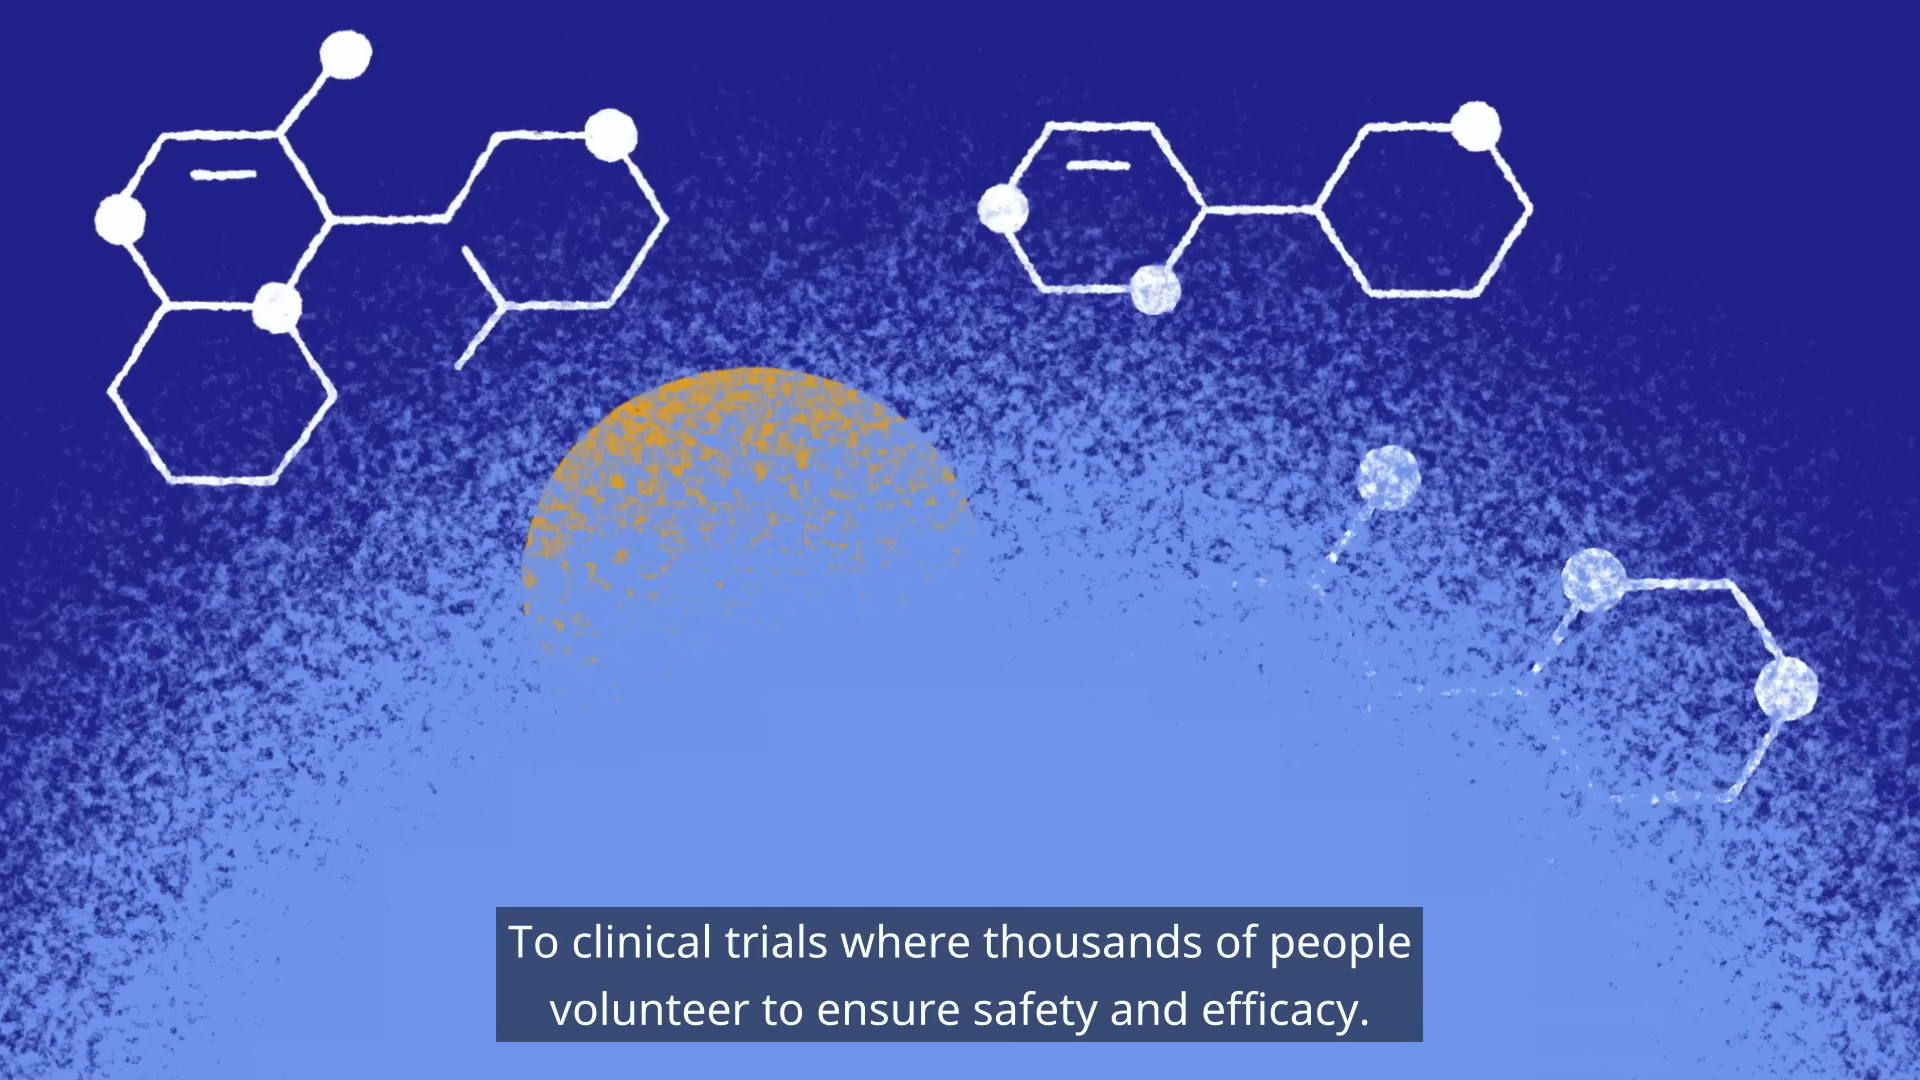 To clinical trials where thousands of people
volunteer to ensure safety and efficacy.